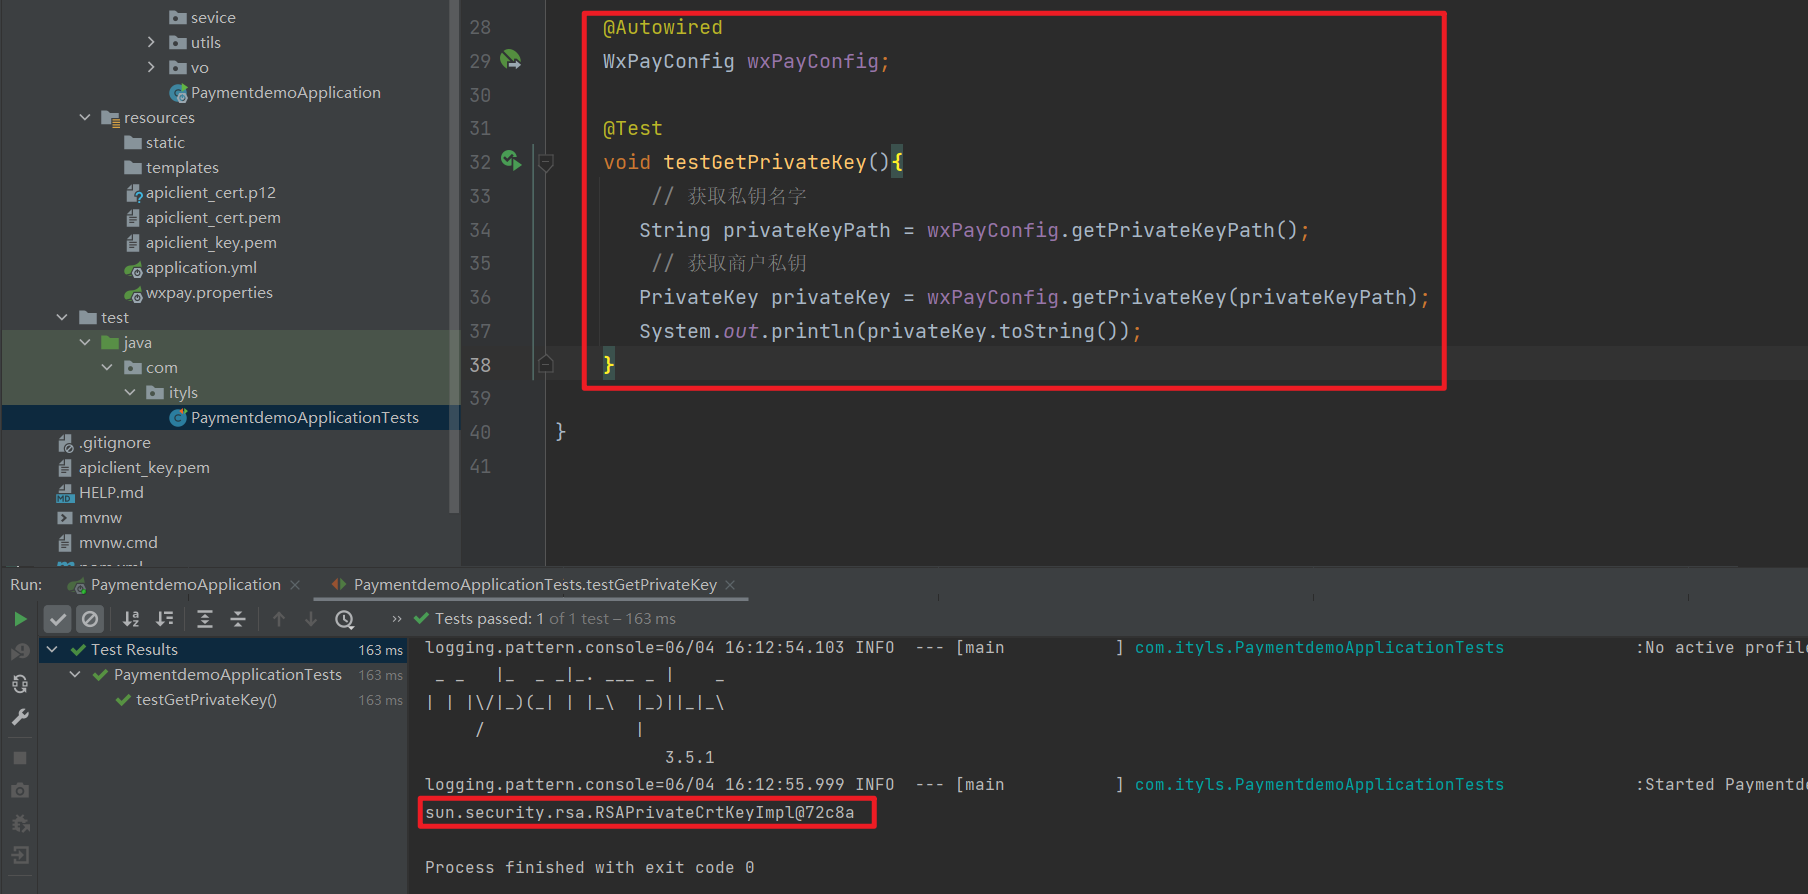 sevice
utils
vo
PaymentdemoApplication
resources
static
templates
apiclient_cert.p12
apiclient_cert.pem
apiclient_key.pem
application.yml
wxpay.properties
test
java
com
ityls
PaymentdemoApplicationTests
.gitignore
apiclient_key.pem
HELP.md
mvnw
mvnw.cmd
28 @Autowired
29 WxPayConfig wxPayConfig;
30
31 @Test
32 void testGetPrivateKey(){
33 // 获取私钥名字
34 String privateKeyPath = wxPayConfig.getPrivateKeyPath();
35 // 获取商户私钥
36 PrivateKey privateKey = wxPayConfig.getPrivateKey(privateKeyPath);
37 System.out.println(privateKey.toString());
38 }
39
40 }
41
Run: PaymentdemoApplication × PaymentdemoApplicationTests.testGetPrivateKey ×
» Tests passed: 1 of 1 test – 163 ms
Test Results 163 ms
PaymentdemoApplicationTests 163 ms
testGetPrivateKey() 163 ms
logging.pattern.console=06/04 16:12:54.103 INFO  --- [main           ] com.ityls.PaymentdemoApplicationTests             :No active profile
 _ _   |_  _ _|_. ___ _ |    _
| | |\/|_)(_| | |_\  |_)||_|_\
     /               |
                        3.5.1
logging.pattern.console=06/04 16:12:55.999 INFO  --- [main           ] com.ityls.PaymentdemoApplicationTests             :Started Paymentd
sun.security.rsa.RSAPrivateCrtKeyImpl@72c8a
Process finished with exit code 0